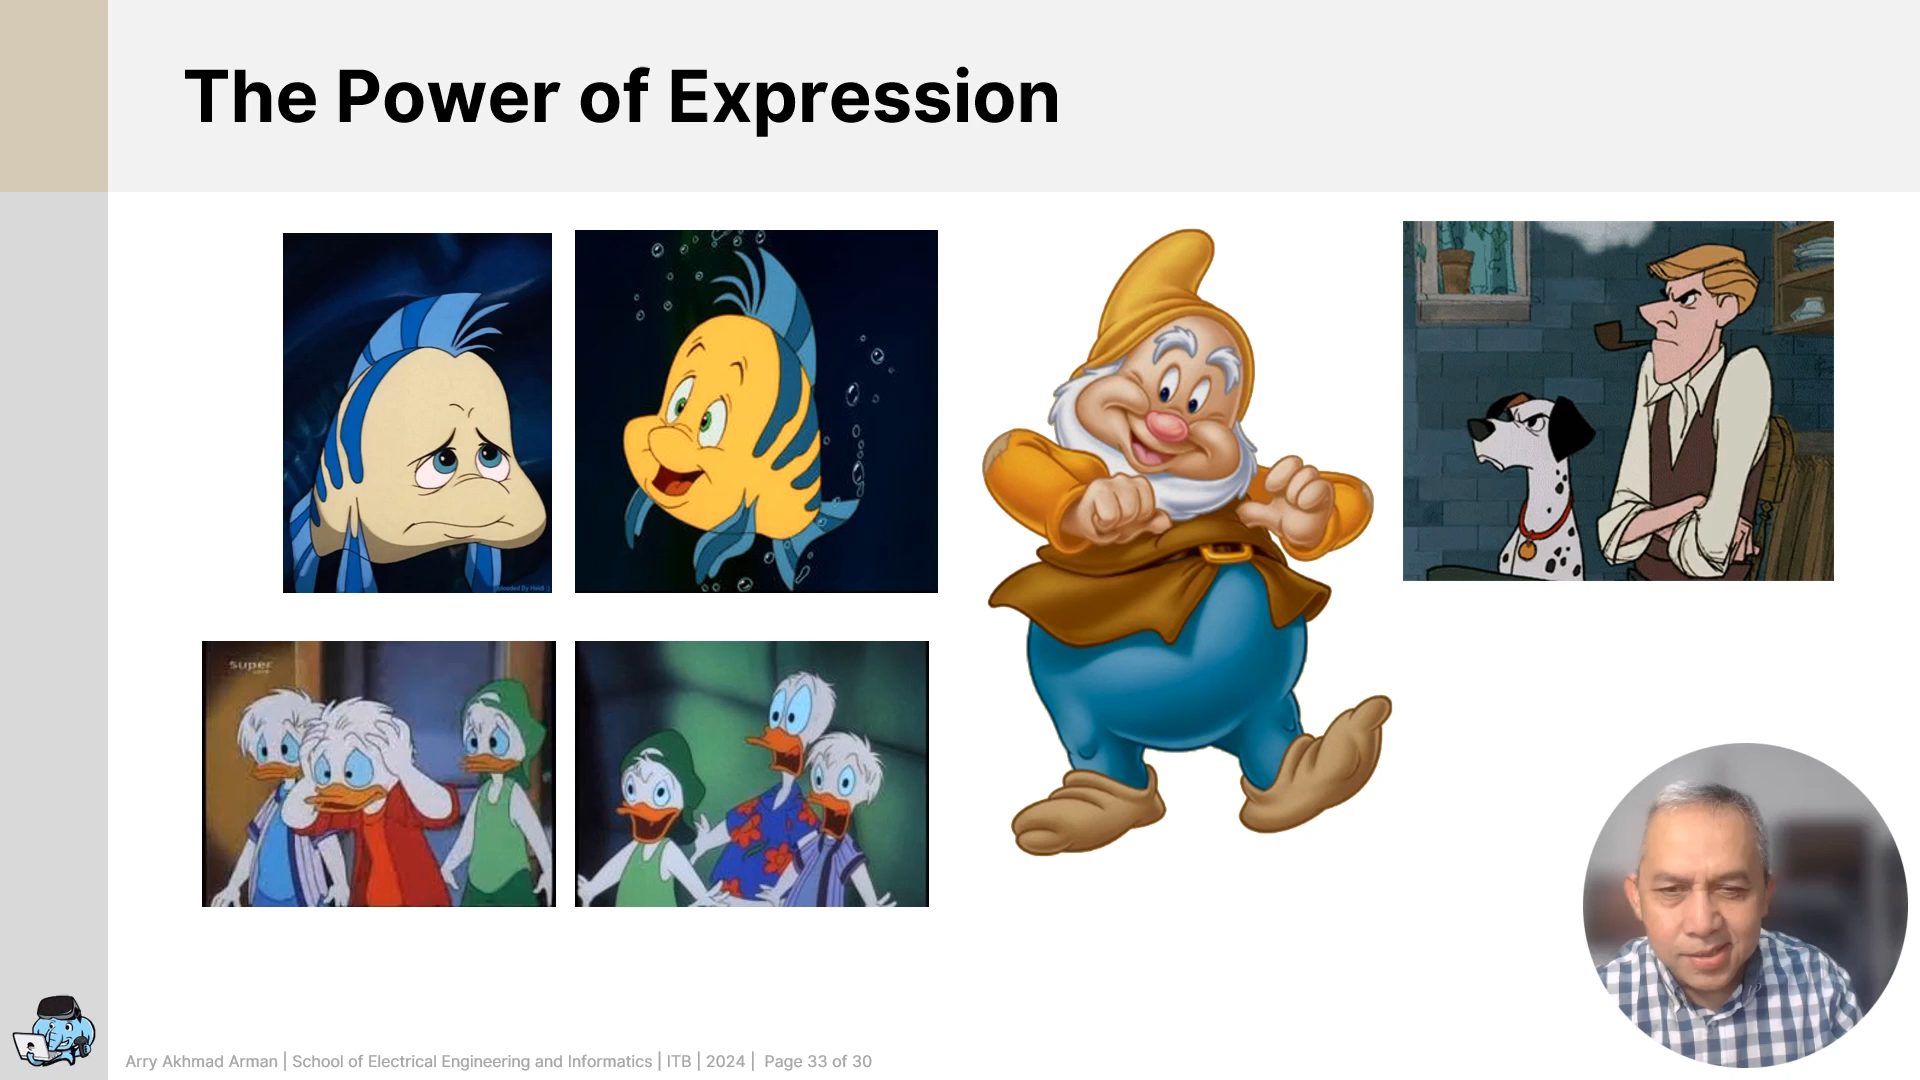 The Power of Expression
super
Arry Akhmad Arman | School of Electrical Engineering and Informatics | ITB | 2024 | Page 33 of 30